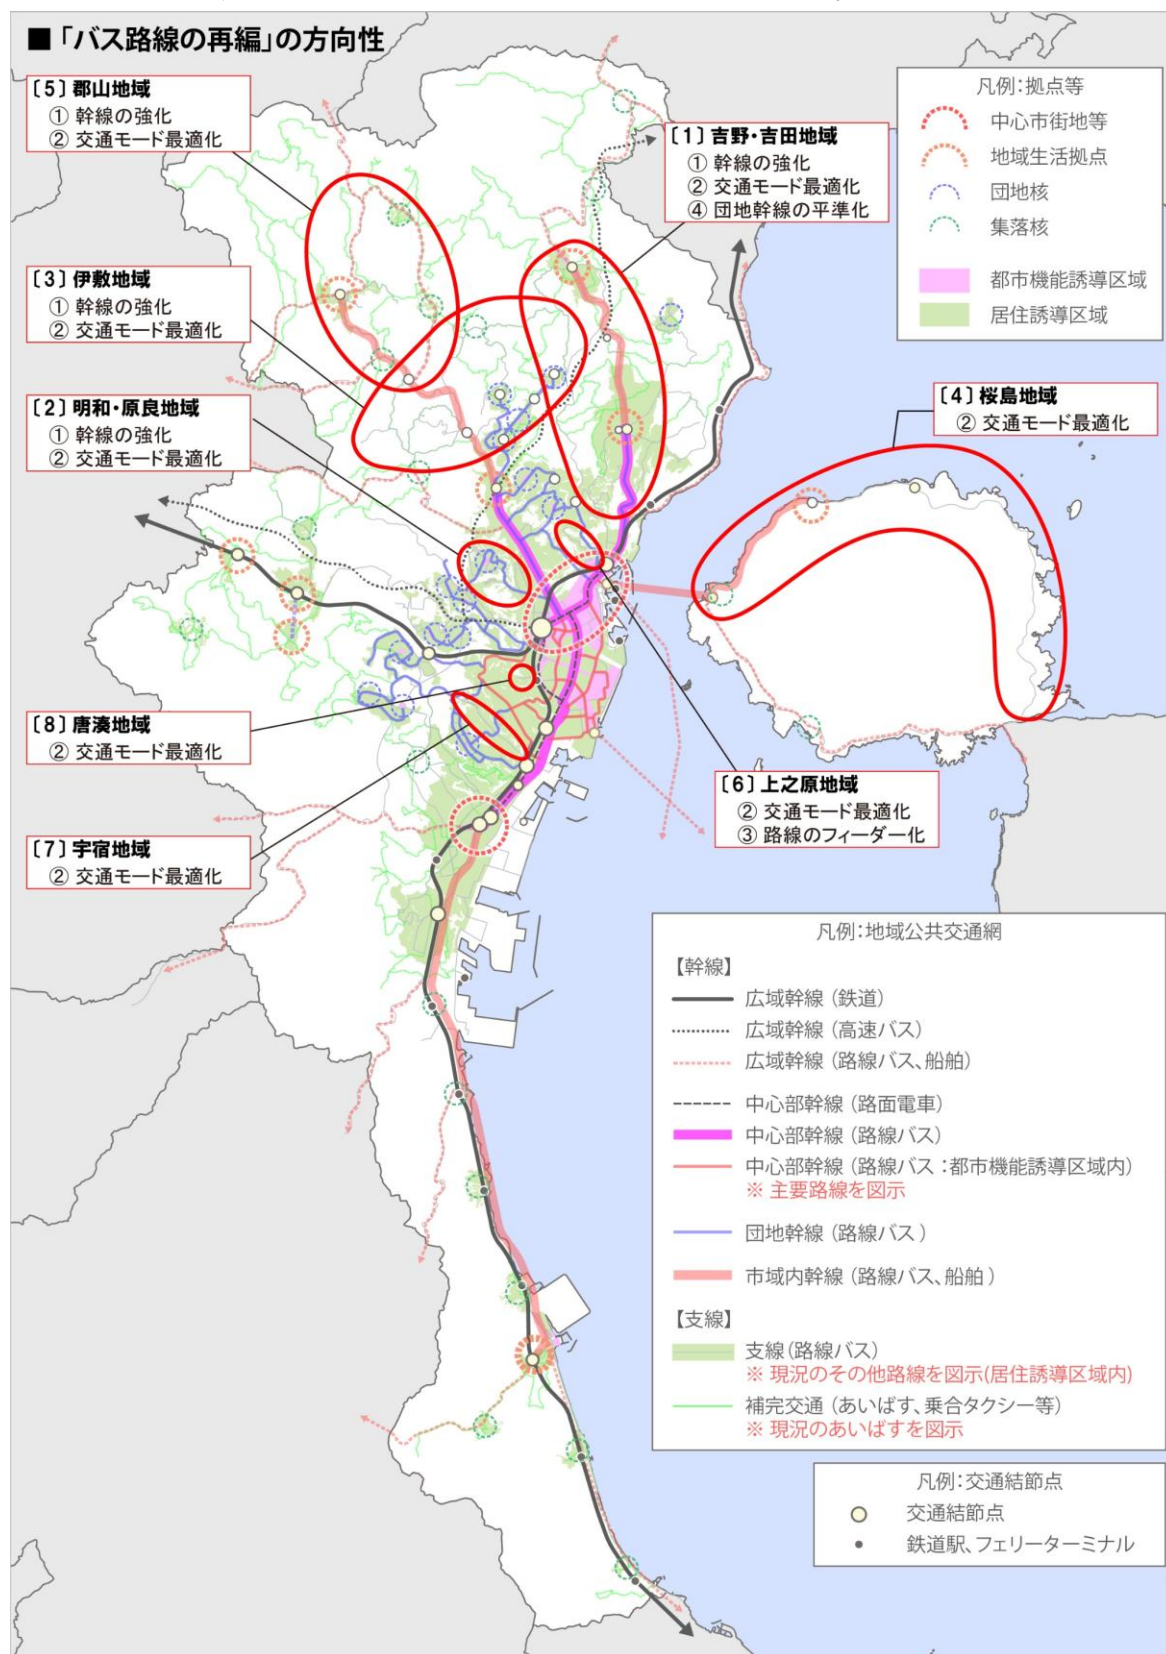 ■「バス路線の再編」の方向性
〔5〕郡山地域
① 幹線の強化
② 交通モード最適化
〔1〕吉野・吉田地域
① 幹線の強化
② 交通モード最適化
④ 団地幹線の平準化
凡例:拠点等
中心市街地等
地域生活拠点
団地核
集落核
都市機能誘導区域
居住誘導区域
〔3〕伊敷地域
① 幹線の強化
② 交通モード最適化
〔2〕明和・原良地域
① 幹線の強化
② 交通モード最適化
〔4〕桜島地域
② 交通モード最適化
〔8〕唐湊地域
② 交通モード最適化
〔6〕上之原地域
② 交通モード最適化
③ 路線のフィーダー化
〔7〕宇宿地域
② 交通モード最適化
凡例:地域公共交通網
【幹線】
広域幹線(鉄道)
広域幹線(高速バス)
広域幹線(路線バス、船舶)
中心部幹線(路面電車)
中心部幹線(路線バス)
中心部幹線(路線バス:都市機能誘導区域内)
※ 主要路線を図示
団地幹線(路線バス)
市域内幹線(路線バス、船舶)
【支線】
支線(路線バス)
※ 現況のその他路線を図示(居住誘導区域内)
補完交通(あいばす、乗合タクシー等)
※ 現況のあいばすを図示
凡例:交通結節点
交通結節点
鉄道駅、フェリーターミナル